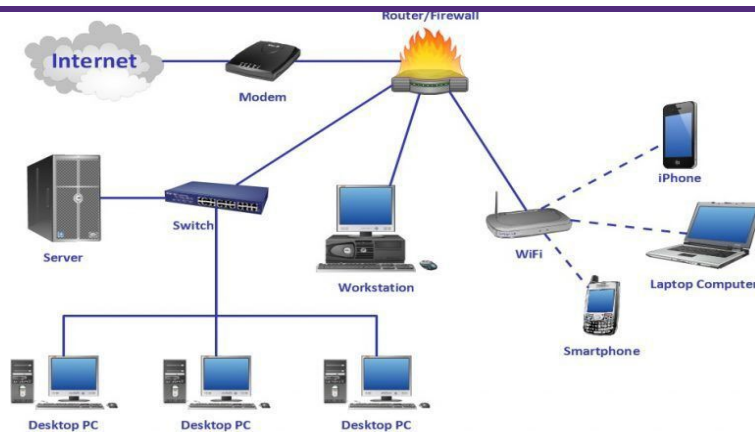 Router/Firewall
Internet
Modem
iPhone
Switch
Server
WiFi
Workstation
Laptop Computer
Smartphone
Desktop PC
Desktop PC
Desktop PC